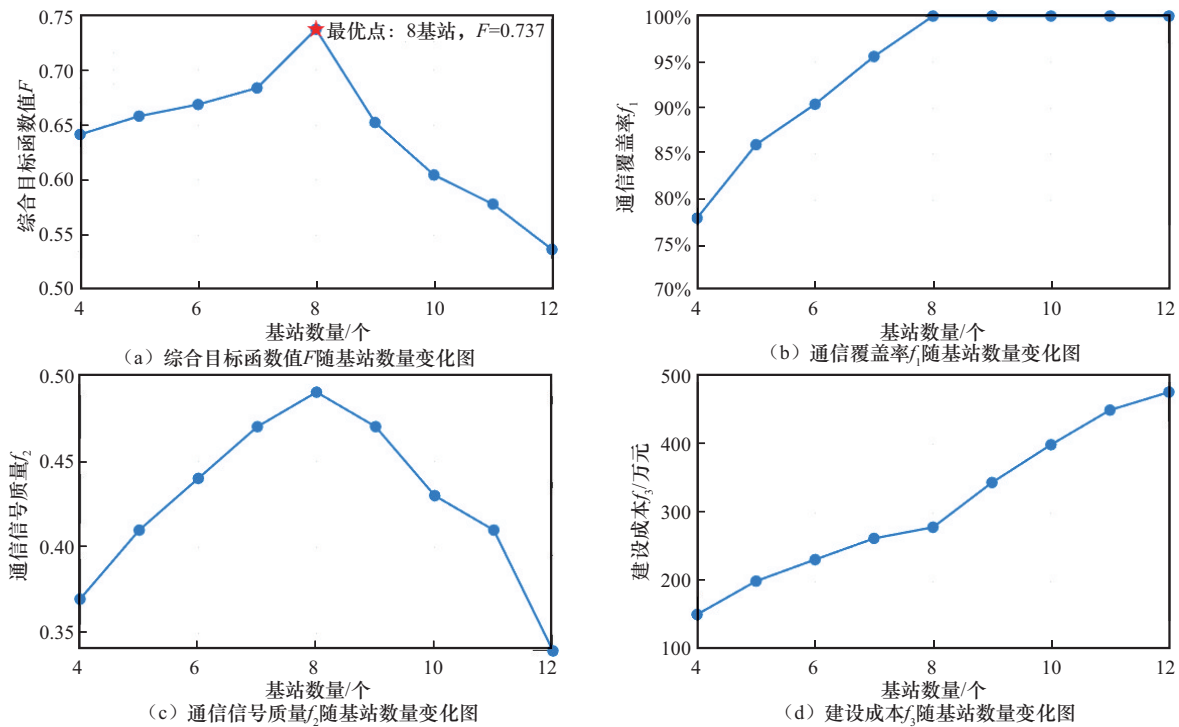 0.75
0.70
0.65
0.60
0.55
0.50
综合目标函数值F
最优点：8基站，F=0.737
4 6 8 10 12
基站数量/个
（a）综合目标函数值F随基站数量变化图
100%
95%
90%
85%
80%
75%
70%
通信覆盖率f₁
4 6 8 10 12
基站数量/个
（b）通信覆盖率f₁随基站数量变化图
0.50
0.45
0.40
0.35
通信信号质量f₂
4 6 8 10 12
基站数量/个
（c）通信信号质量f₂随基站数量变化图
500
400
300
200
100
建设成本f₃/万元
4 6 8 10 12
基站数量/个
（d）建设成本f₃随基站数量变化图